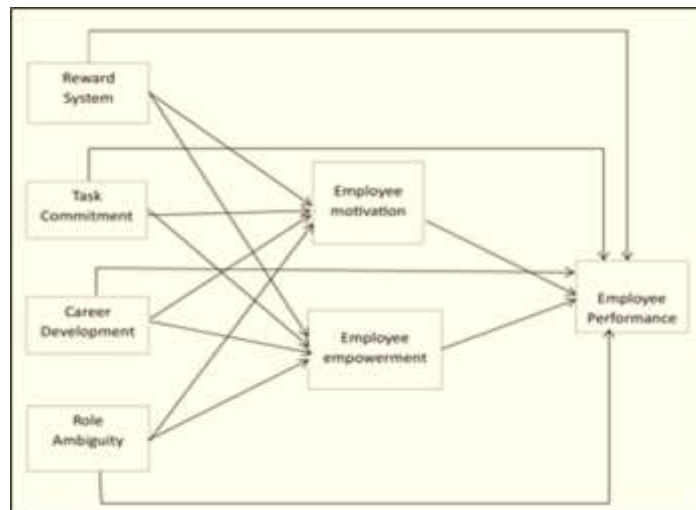 Reward
System
Task
Commitment
Career
Development
Role
Ambiguity
Employee
motivation
Employee
empowerment
Employee
Performance